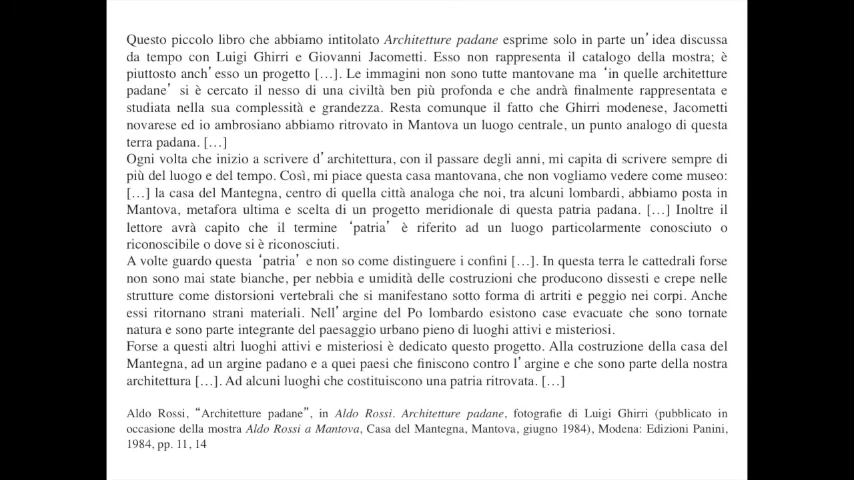 Questo piccolo libro che abbiamo intitolato Architetture padane esprime solo in parte un'idea discussa
da tempo con Luigi Ghirri e Giovanni Jacometti. Esso non rappresenta il catalogo della mostra; è
piuttosto anch'esso un progetto […]. Le immagini non sono tutte mantovane ma 'in quelle architetture
padane' si è cercato il nesso di una civiltà ben più profonda e che andrà finalmente rappresentata e
studiata nella sua complessità e grandezza. Resta comunque il fatto che Ghirri modenese, Jacometti
novarese ed io ambrosiano abbiamo ritrovato in Mantova un luogo centrale, un punto analogo di questa
terra padana. […]
Ogni volta che inizio a scrivere d'architettura, con il passare degli anni, mi capita di scrivere sempre di
più del luogo e del tempo. Così, mi piace questa casa mantovana, che non vogliamo vedere come museo:
[…] la casa del Mantegna, centro di quella città analoga che noi, tra alcuni lombardi, abbiamo posta in
Mantova, metafora ultima e scelta di un progetto meridionale di questa patria padana. […] Inoltre il
lettore avrà capito che il termine 'patria' è riferito ad un luogo particolarmente conosciuto o
riconoscibile o dove si è riconosciuti.
A volte guardo questa 'patria' e non so come distinguere i confini […]. In questa terra le cattedrali forse
non sono mai state bianche, per nebbia e umidità delle costruzioni che producono dissesti e crepe nelle
strutture come distorsioni vertebrali che si manifestano sotto forma di artriti e peggio nei corpi. Anche
essi ritornano strani materiali. Nell'argine del Po lombardo esistono case evacuate che sono tornate
natura e sono parte integrante del paesaggio urbano pieno di luoghi attivi e misteriosi.
Forse a questi altri luoghi attivi e misteriosi è dedicato questo progetto. Alla costruzione della casa del
Mantegna, ad un argine padano e a quei paesi che finiscono contro l'argine e che sono parte della nostra
architettura […]. Ad alcuni luoghi che costituiscono una patria ritrovata. […]
Aldo Rossi, "Architetture padane", in Aldo Rossi. Architetture padane, fotografie di Luigi Ghirri (pubblicato in
occasione della mostra Aldo Rossi a Mantova, Casa del Mantegna, Mantova, giugno 1984), Modena: Edizioni Panini,
1984, pp. 11, 14